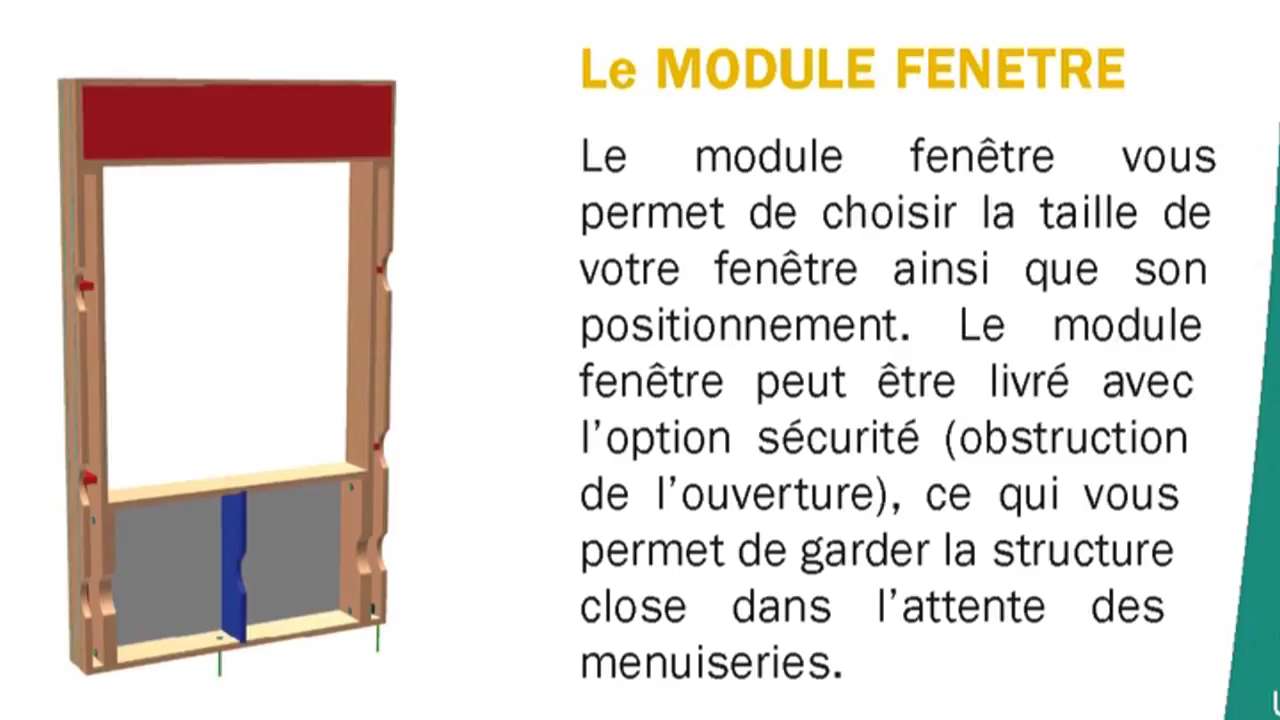 Le MODULE FENETRE
Le module fenêtre vous
permet de choisir la taille de
votre fenêtre ainsi que son
positionnement. Le module
fenêtre peut être livré avec
l’option sécurité (obstruction
de l’ouverture), ce qui vous
permet de garder la structure
close dans l’attente des
menuiseries.